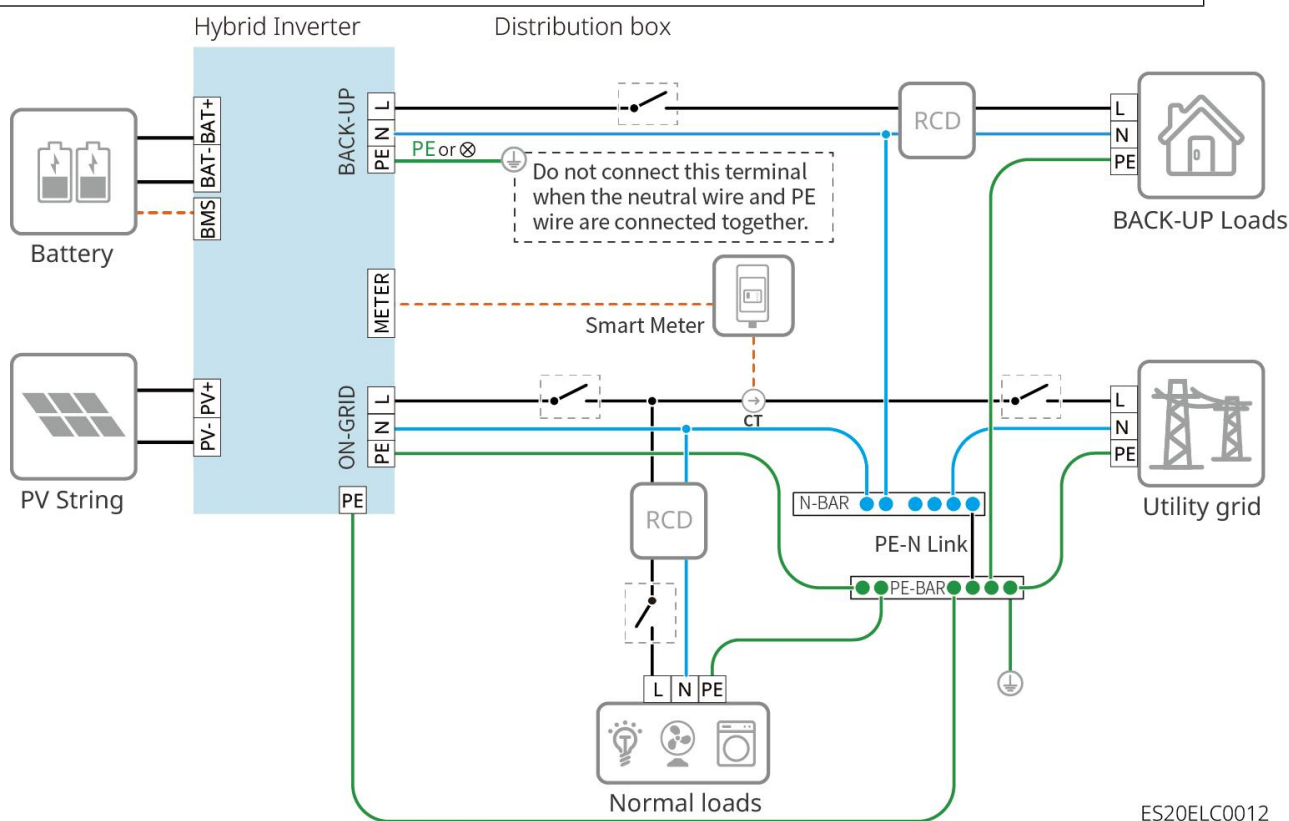 Hybrid Inverter
Distribution box
BAT+
BAT-
BMS
Battery
PV+
PV-
PV String
BACK-UP
L
N
PE
PE or ⊗
Do not connect this terminal
when the neutral wire and PE
wire are connected together.
RCD
L
N
PE
BACK-UP Loads
METER
Smart Meter
CT
ON-GRID
L
N
PE
PE
L
N
PE
Utility grid
N-BAR
PE-N Link
PE-BAR
RCD
L
N
PE
Normal loads
ES20ELC0012